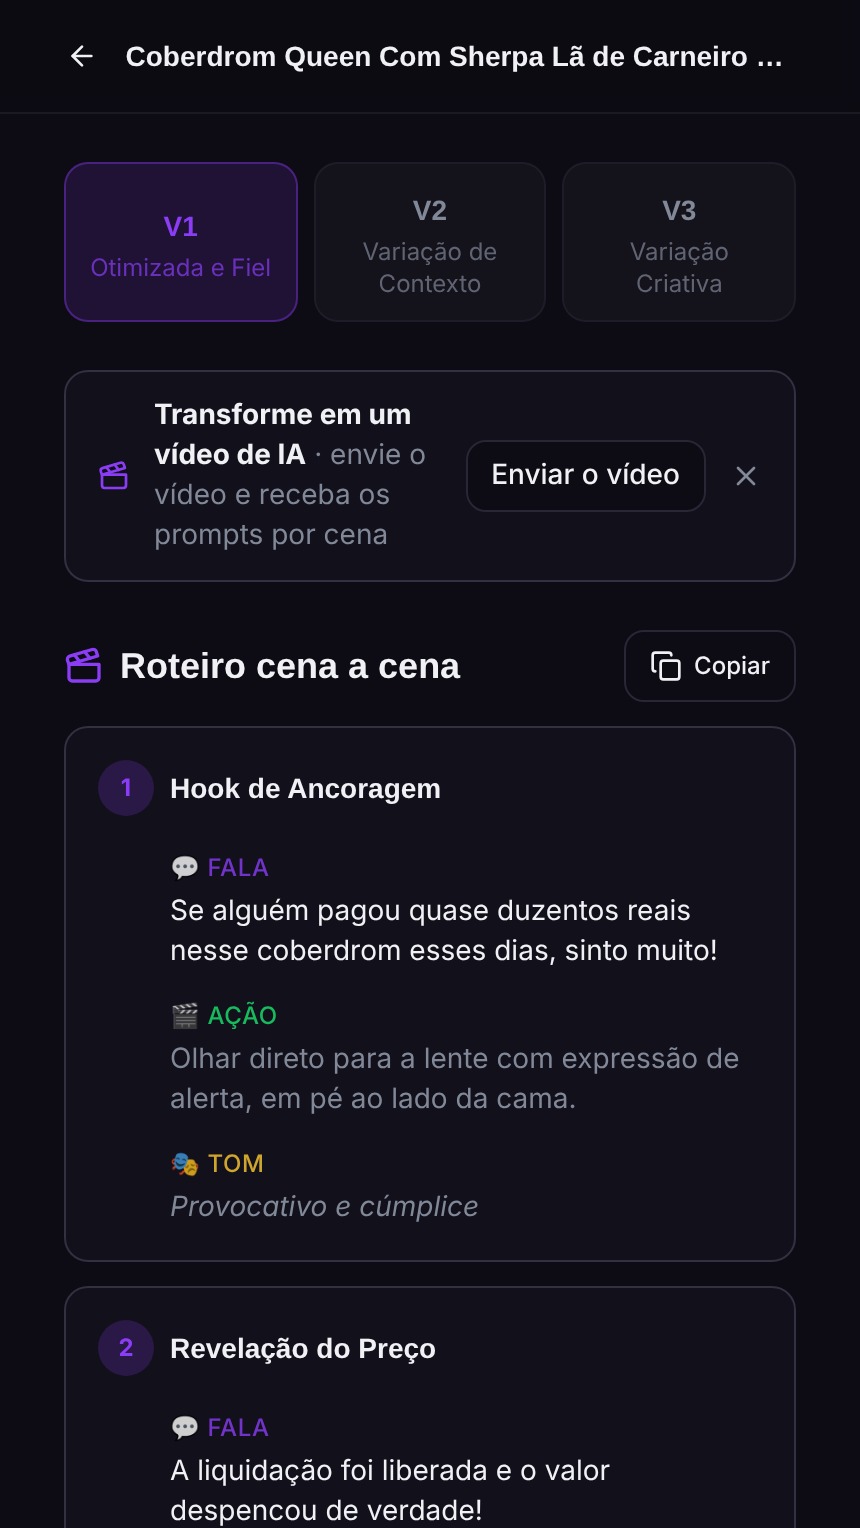 Coberdrom Queen Com Sherpa Lã de Carneiro ...
V1
Otimizada e Fiel
V2
Variação de
Contexto
V3
Variação
Criativa
Transforme em um
vídeo de IA · envie o
vídeo e receba os
prompts por cena
Enviar o vídeo
Roteiro cena a cena
Copiar
1
Hook de Ancoragem
FALA
Se alguém pagou quase duzentos reais
nesse coberdrom esses dias, sinto muito!
AÇÃO
Olhar direto para a lente com expressão de
alerta, em pé ao lado da cama.
TOM
Provocativo e cúmplice
2
Revelação do Preço
FALA
A liquidação foi liberada e o valor
despencou de verdade!